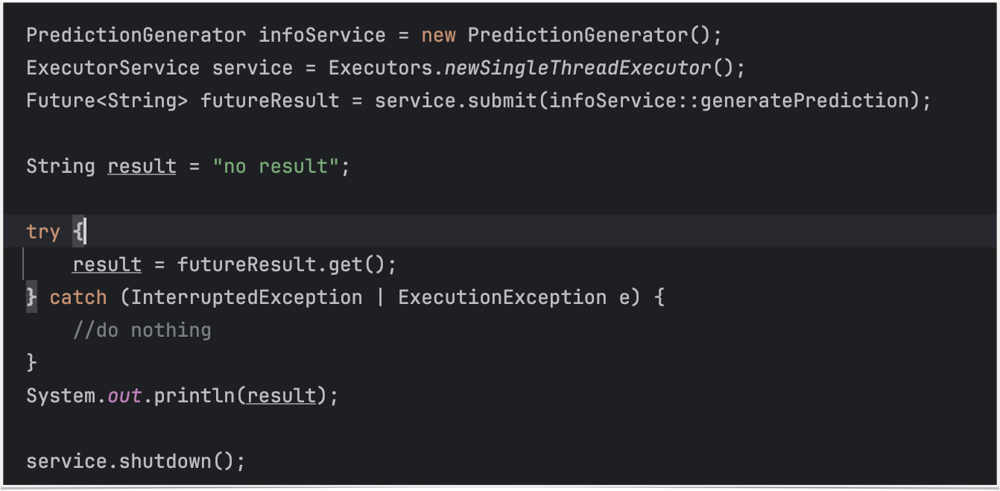 PredictionGenerator infoService = new PredictionGenerator();
ExecutorService service = Executors.newSingleThreadExecutor();
Future<String> futureResult = service.submit(infoService::generatePrediction);
String result = "no result";
try {
    result = futureResult.get();
} catch (InterruptedException | ExecutionException e) {
    //do nothing
}
System.out.println(result);
service.shutdown();